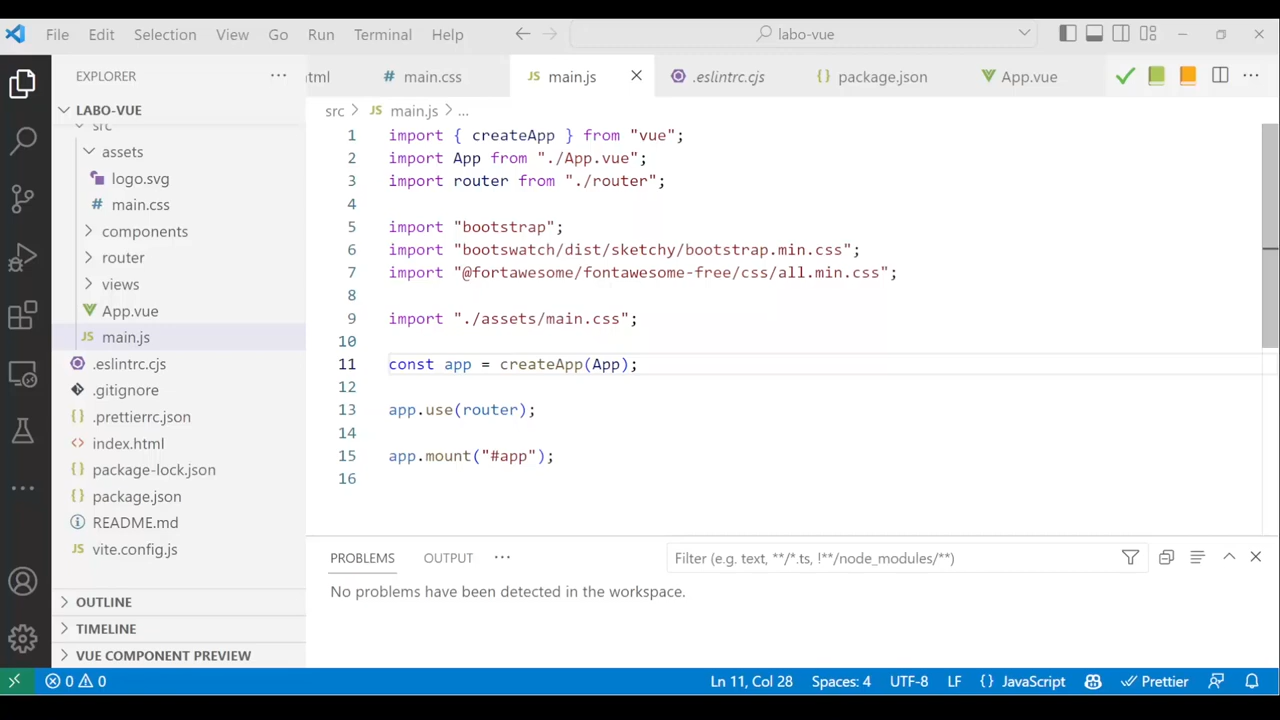 File Edit Selection View Go Run Terminal Help labo-vue
EXPLORER
html # main.css JS main.js .eslintrc.cjs {} package.json App.vue
LABO-VUE
src
assets
logo.svg
# main.css
components
router
views
App.vue
JS main.js
.eslintrc.cjs
.gitignore
{} .prettierrc.json
<> index.html
{} package-lock.json
{} package.json
README.md
JS vite.config.js
OUTLINE
TIMELINE
VUE COMPONENT PREVIEW
src > JS main.js > ...
1 import { createApp } from "vue";
2 import App from "./App.vue";
3 import router from "./router";
4
5 import "bootstrap";
6 import "bootswatch/dist/sketchy/bootstrap.min.css";
7 import "@fortawesome/fontawesome-free/css/all.min.css";
8
9 import "./assets/main.css";
10
11 const app = createApp(App);
12
13 app.use(router);
14
15 app.mount("#app");
16
PROBLEMS OUTPUT ... Filter (e.g. text, **/*.ts, !**/node_modules/**)
No problems have been detected in the workspace.
0 0 Ln 11, Col 28 Spaces: 4 UTF-8 LF {} JavaScript Prettier